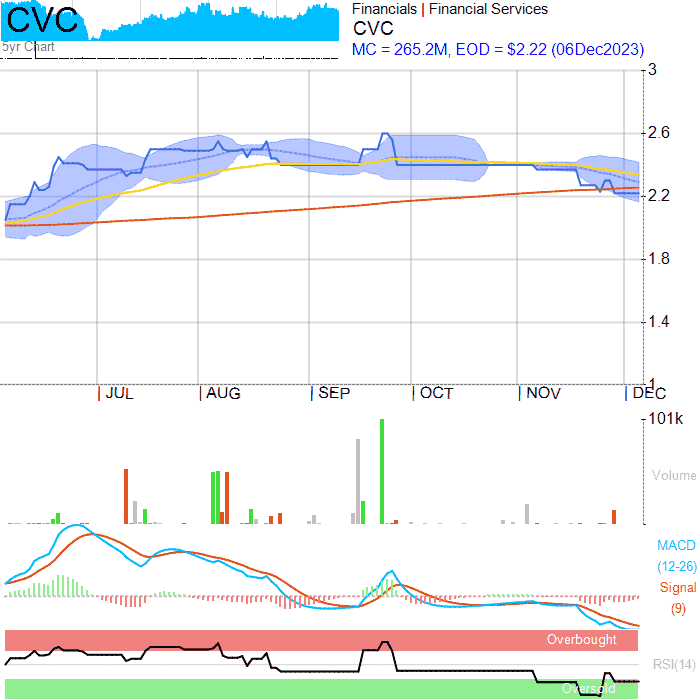 CVC
5yr Chart
Financials | Financial Services
CVC
MC = 265.2M, EOD = $2.22 (06Dec2023)
3
2.6
2.2
1.8
1.4
1
JUL AUG SEP OCT NOV DEC
101k
Volume
MACD
(12-26)
Signal
(9)
Overbought
RSI(14)
Oversold